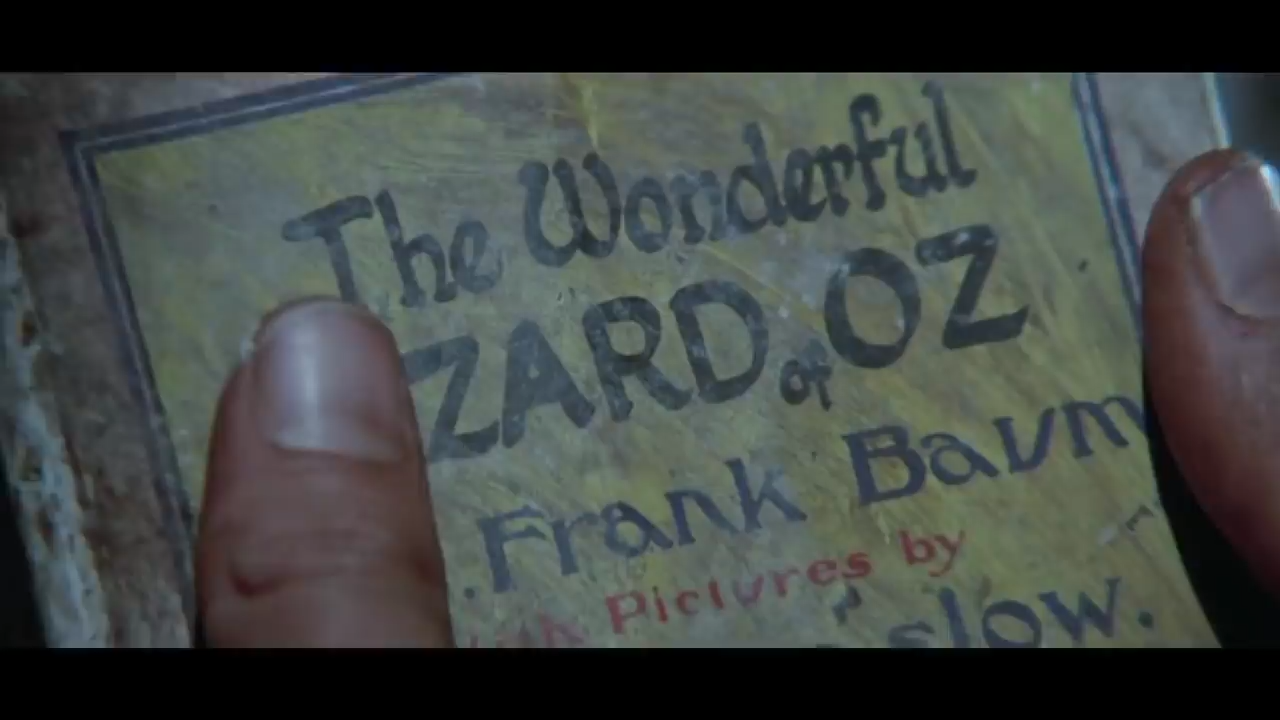 The Wonderful
ZARD of OZ
. Frank Baum
Pictures by
slow.